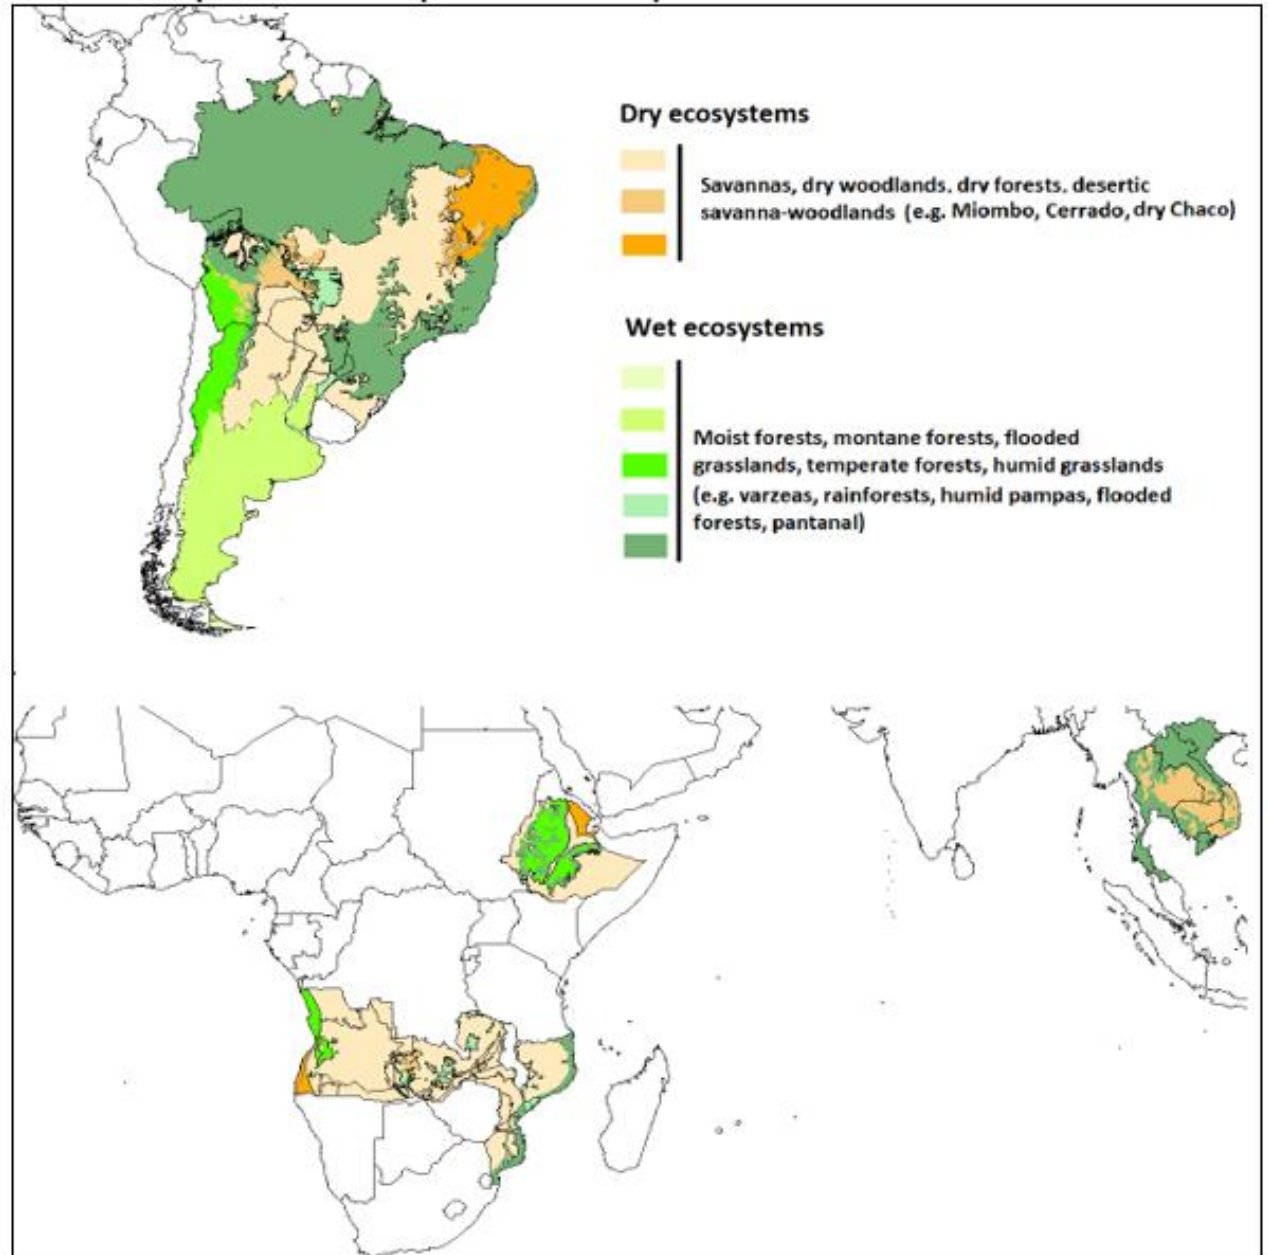 Dry ecosystems
Savannas, dry woodlands. drv forests. desertic
savanna-woodlands (e.g. Miombo, Cerrado, dry Chaco)
Wet ecosystems
Moist forests, montane forests, flooded
grasslands, temperate forests, humid grasslands
(e.g. varzeas, rainforests, humid pampas, flooded
forests, pantanal)